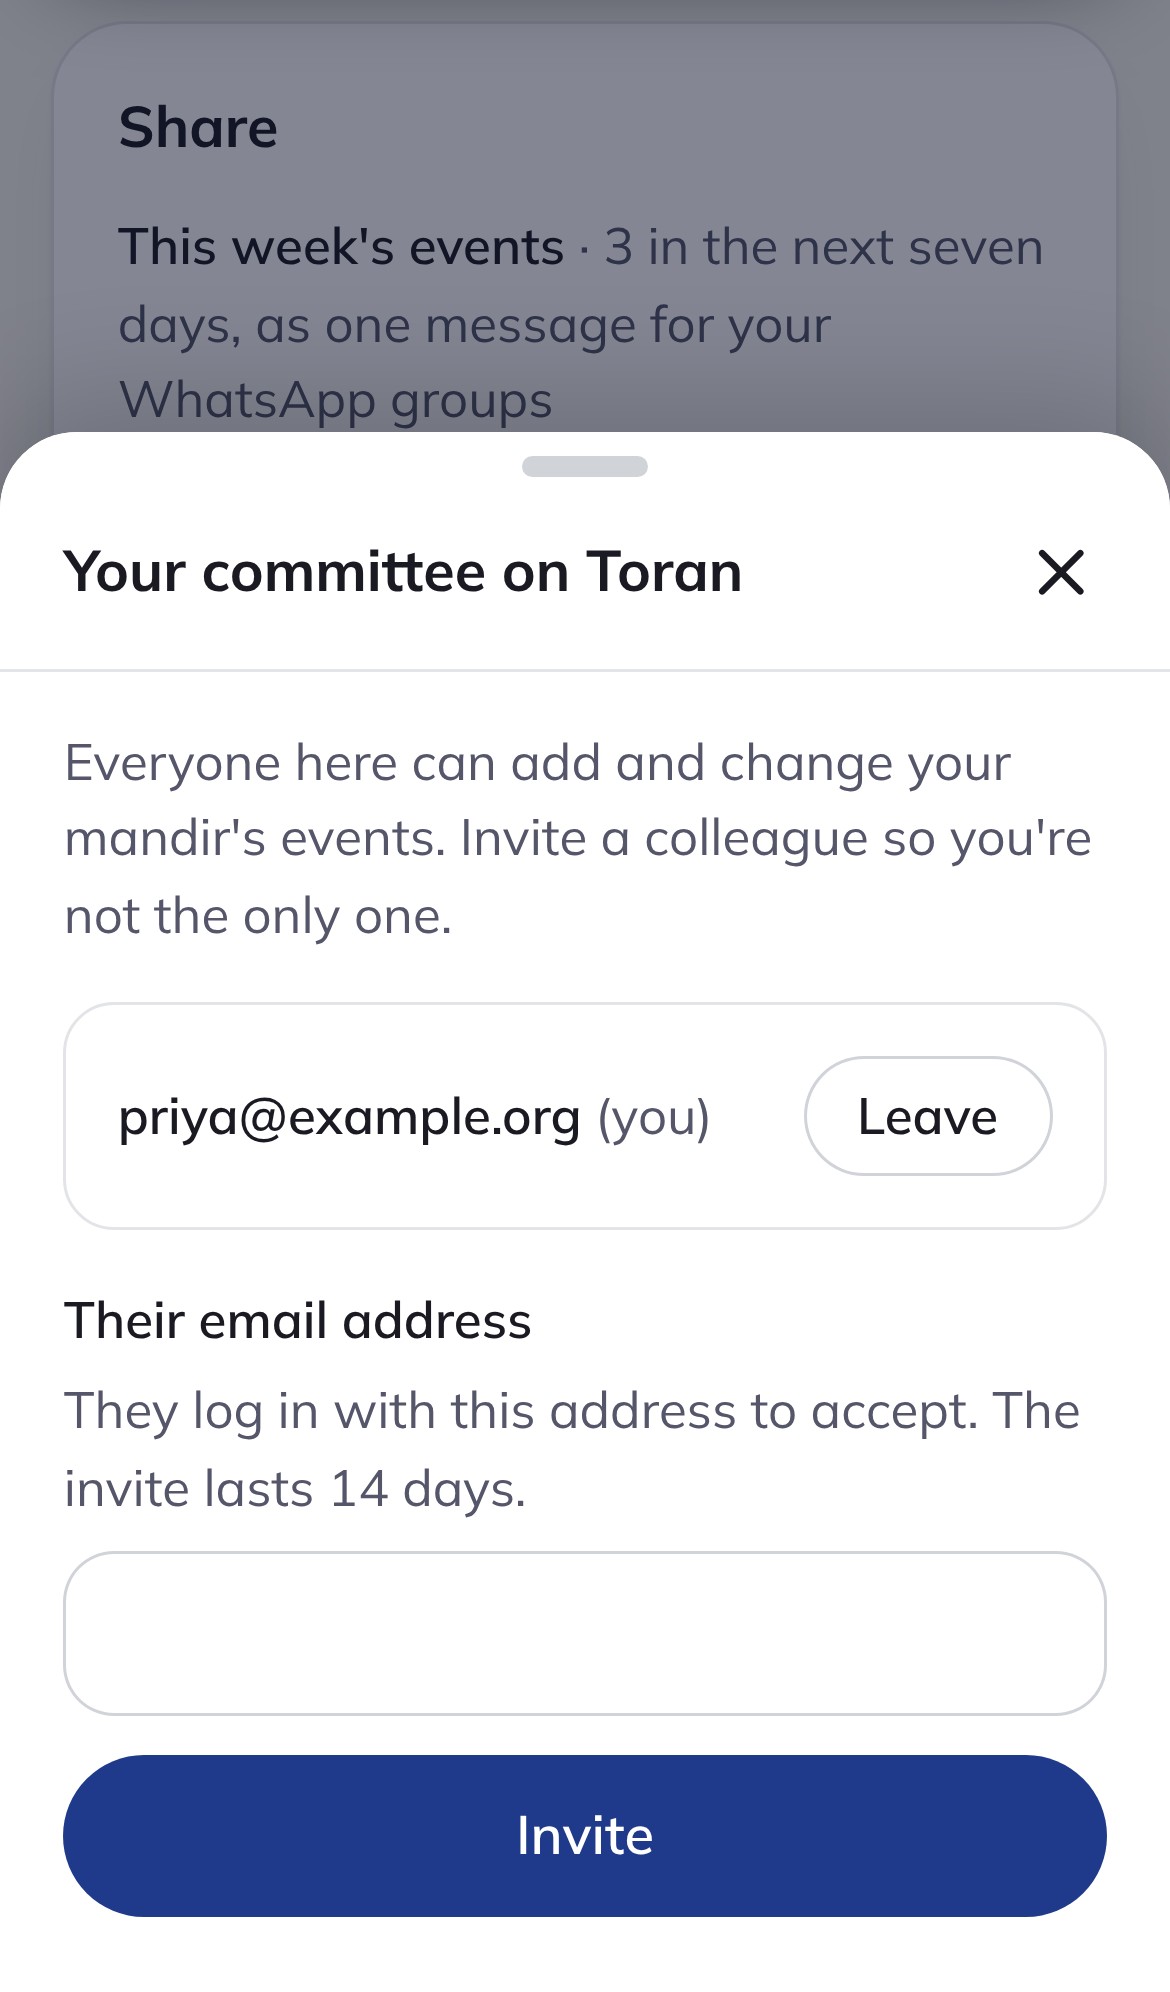 Share
This week's events · 3 in the next seven
days, as one message for your
WhatsApp groups
Your committee on Toran
Everyone here can add and change your
mandir's events. Invite a colleague so you're
not the only one.
priya@example.org (you)
Leave
Their email address
They log in with this address to accept. The
invite lasts 14 days.
Invite